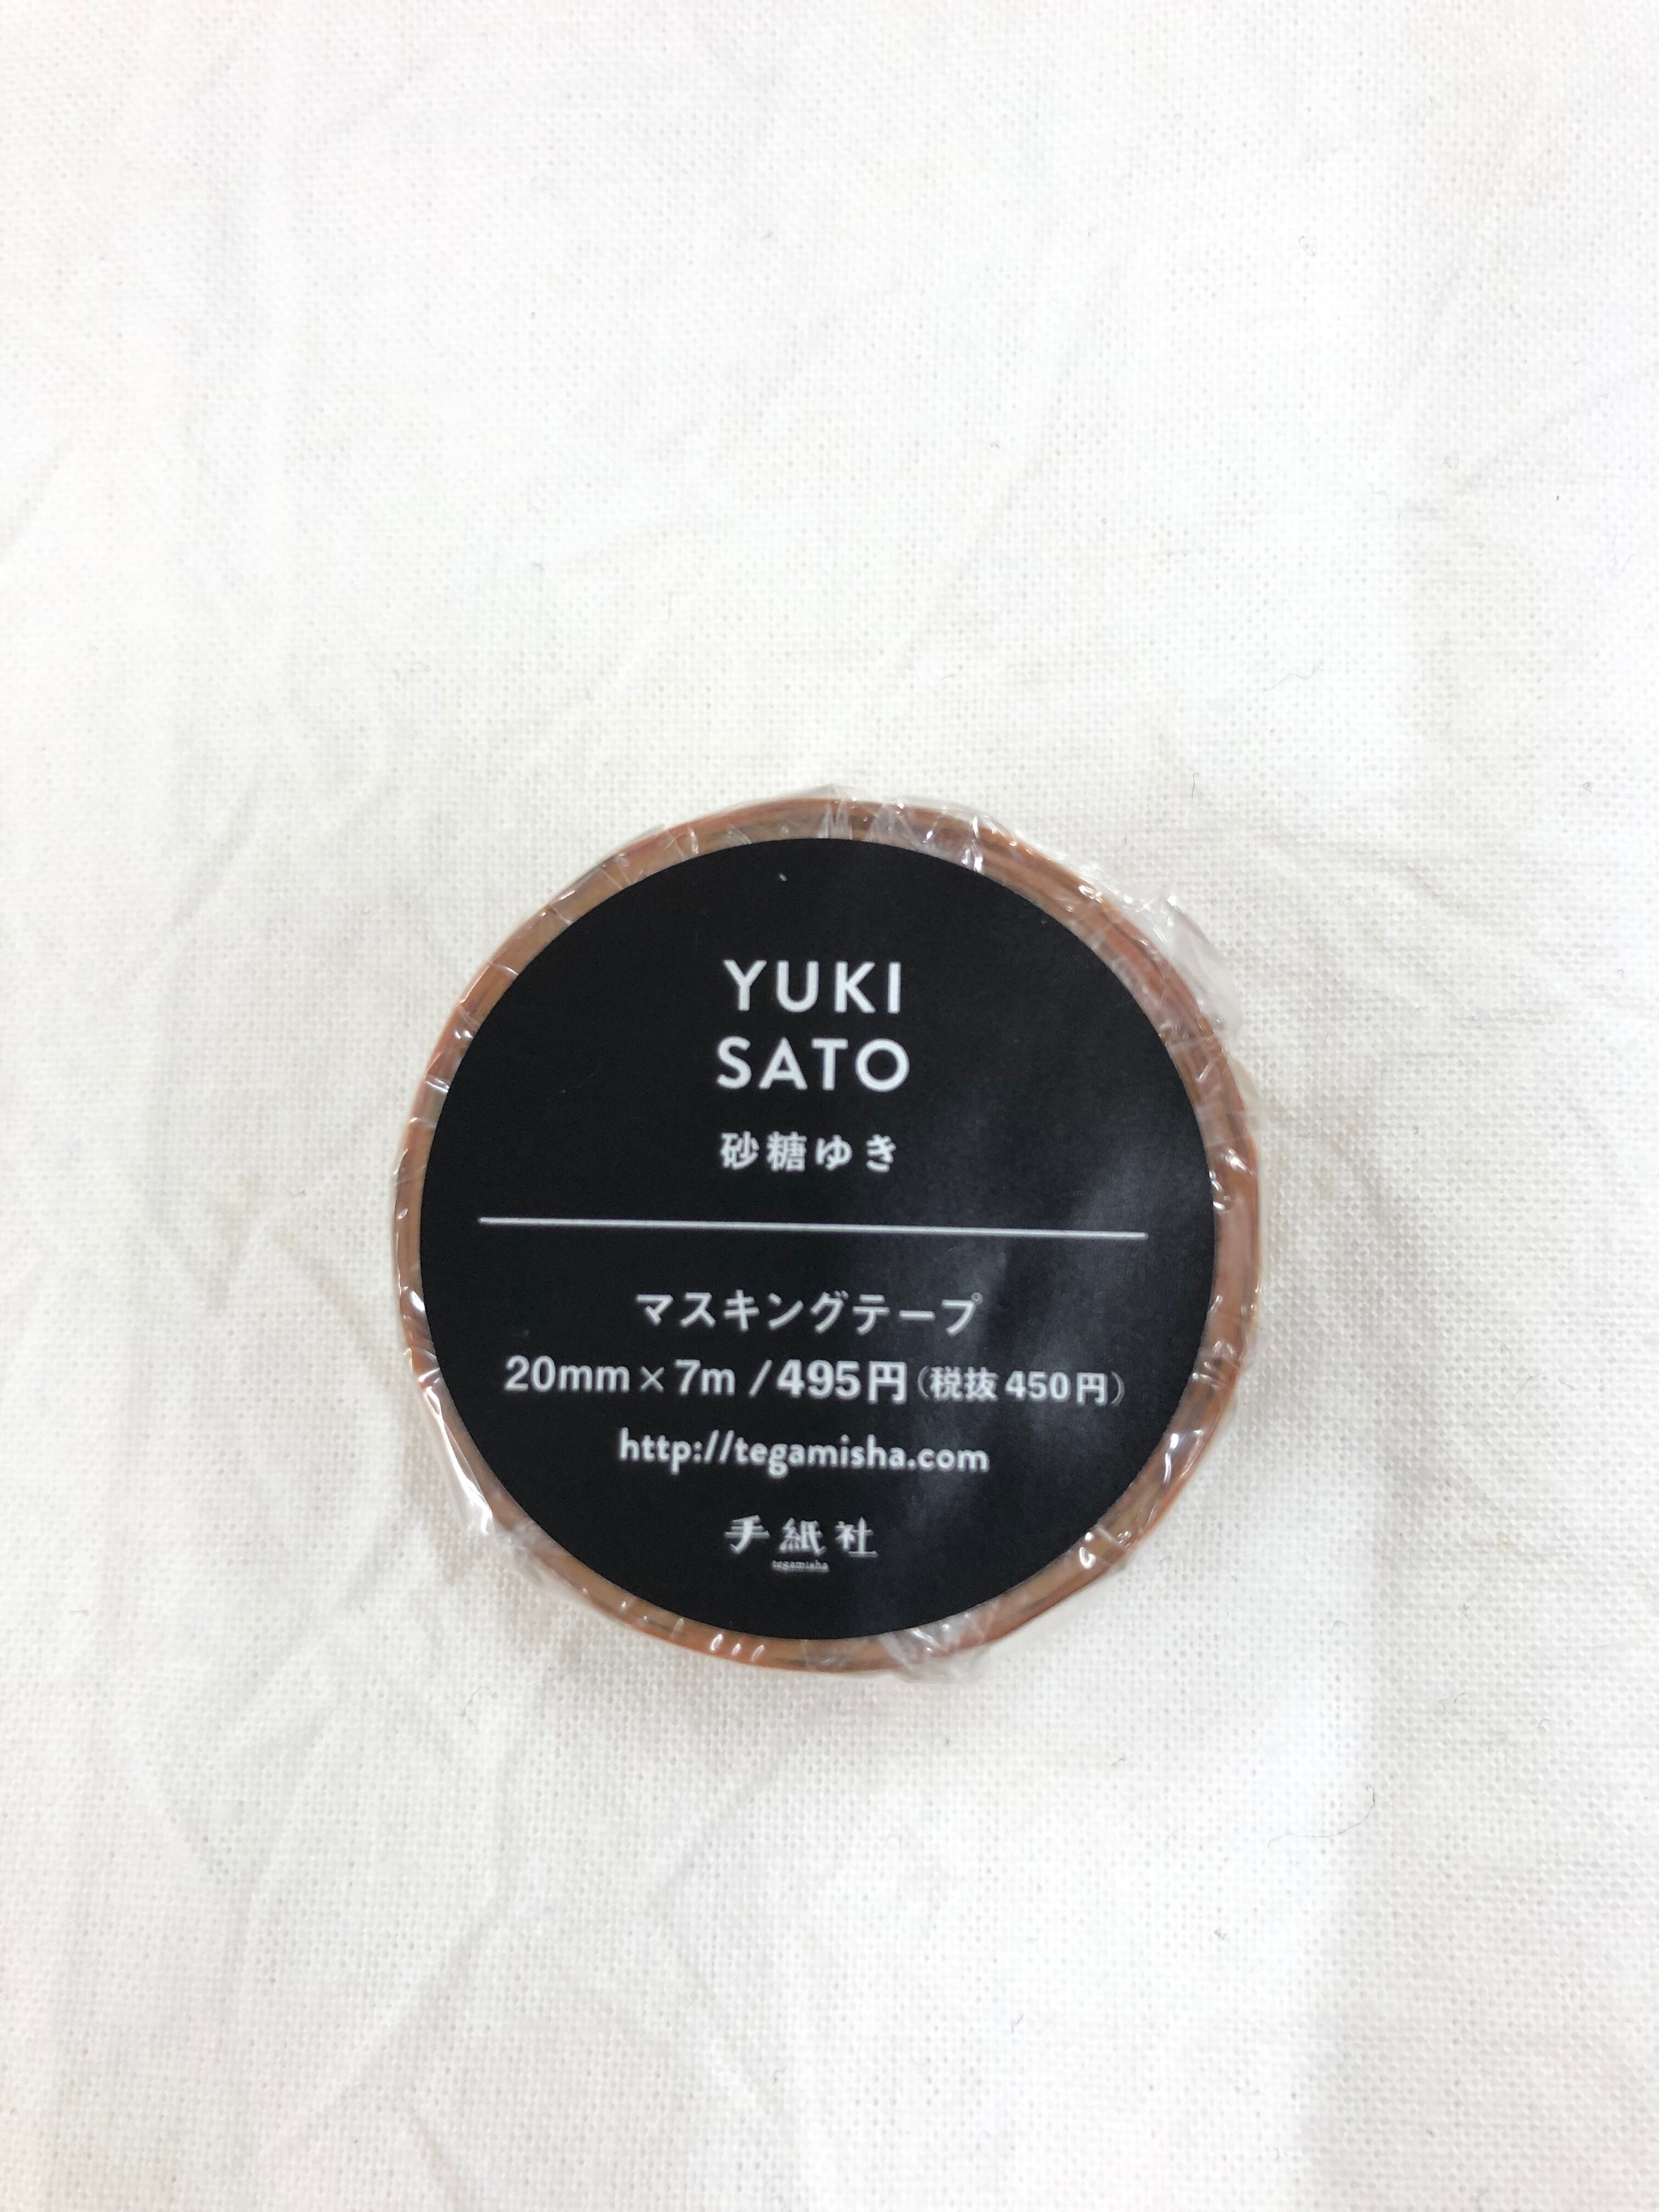 YUKI
SATO
砂糖ゆき
マスキングテープ
20mm×7m /495円（税抜450円）
http://tegamisha.com
手紙社
tegamisha